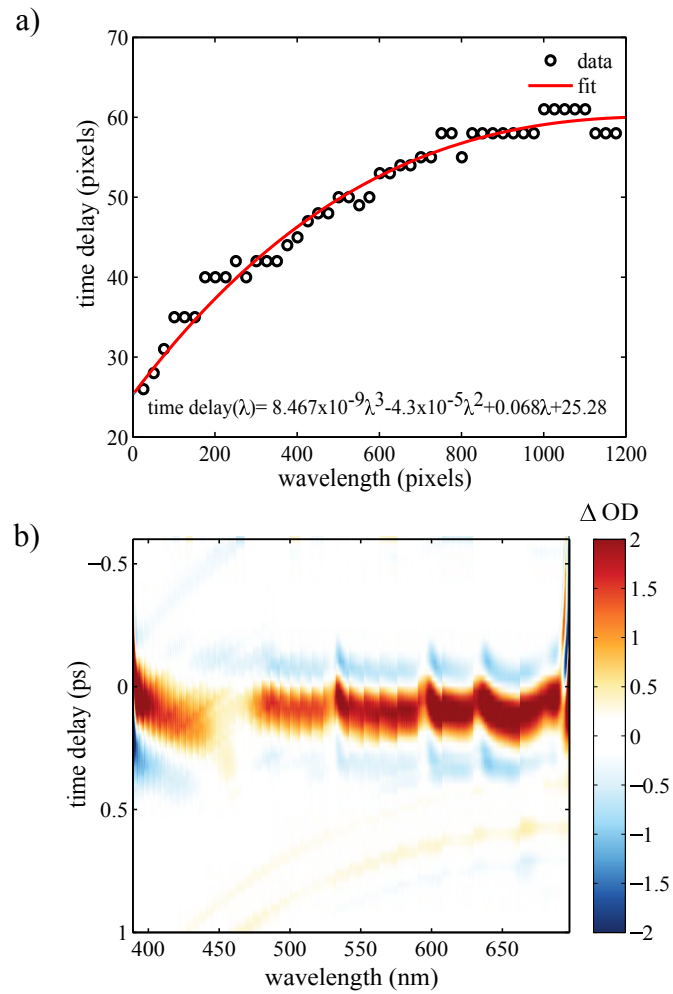 a)
70
60
50
40
30
20
time delay (pixels)
data
fit
time delay(λ)= 8.467x10⁻⁹λ³-4.3x10⁻⁵λ²+0.068λ+25.28
0 200 400 600 800 1000 1200
wavelength (pixels)
b)
Δ OD
−0.5
0
0.5
1
time delay (ps)
400 450 500 550 600 650
wavelength (nm)
2
1.5
1
0.5
0
−0.5
−1
−1.5
−2